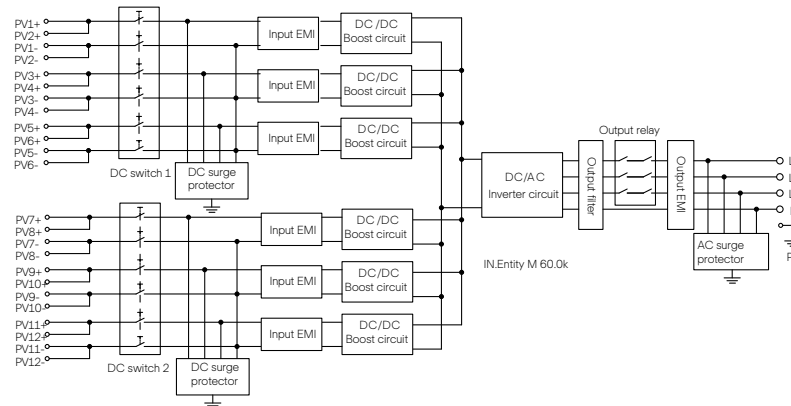 PV1+
PV2+
PV1-
PV2-
PV3+
PV4+
PV3-
PV4-
PV5+
PV6+
PV5-
PV6-
DC switch 1
DC surge
protector
Input EMI
DC/DC
Boost circuit
Input EMI
DC/DC
Boost circuit
Input EMI
DC/DC
Boost circuit
PV7+
PV8+
PV7-
PV8-
PV9+
PV10+
PV9-
PV10-
PV11+
PV12+
PV11-
PV12-
DC switch 2
DC surge
protector
Input EMI
DC/DC
Boost circuit
Input EMI
DC/DC
Boost circuit
Input EMI
DC/DC
Boost circuit
DC/AC
Inverter circuit
IN.Entity M 60.0k
Output filter
Output relay
Output EMI
AC surge
protector
L
L
L
P